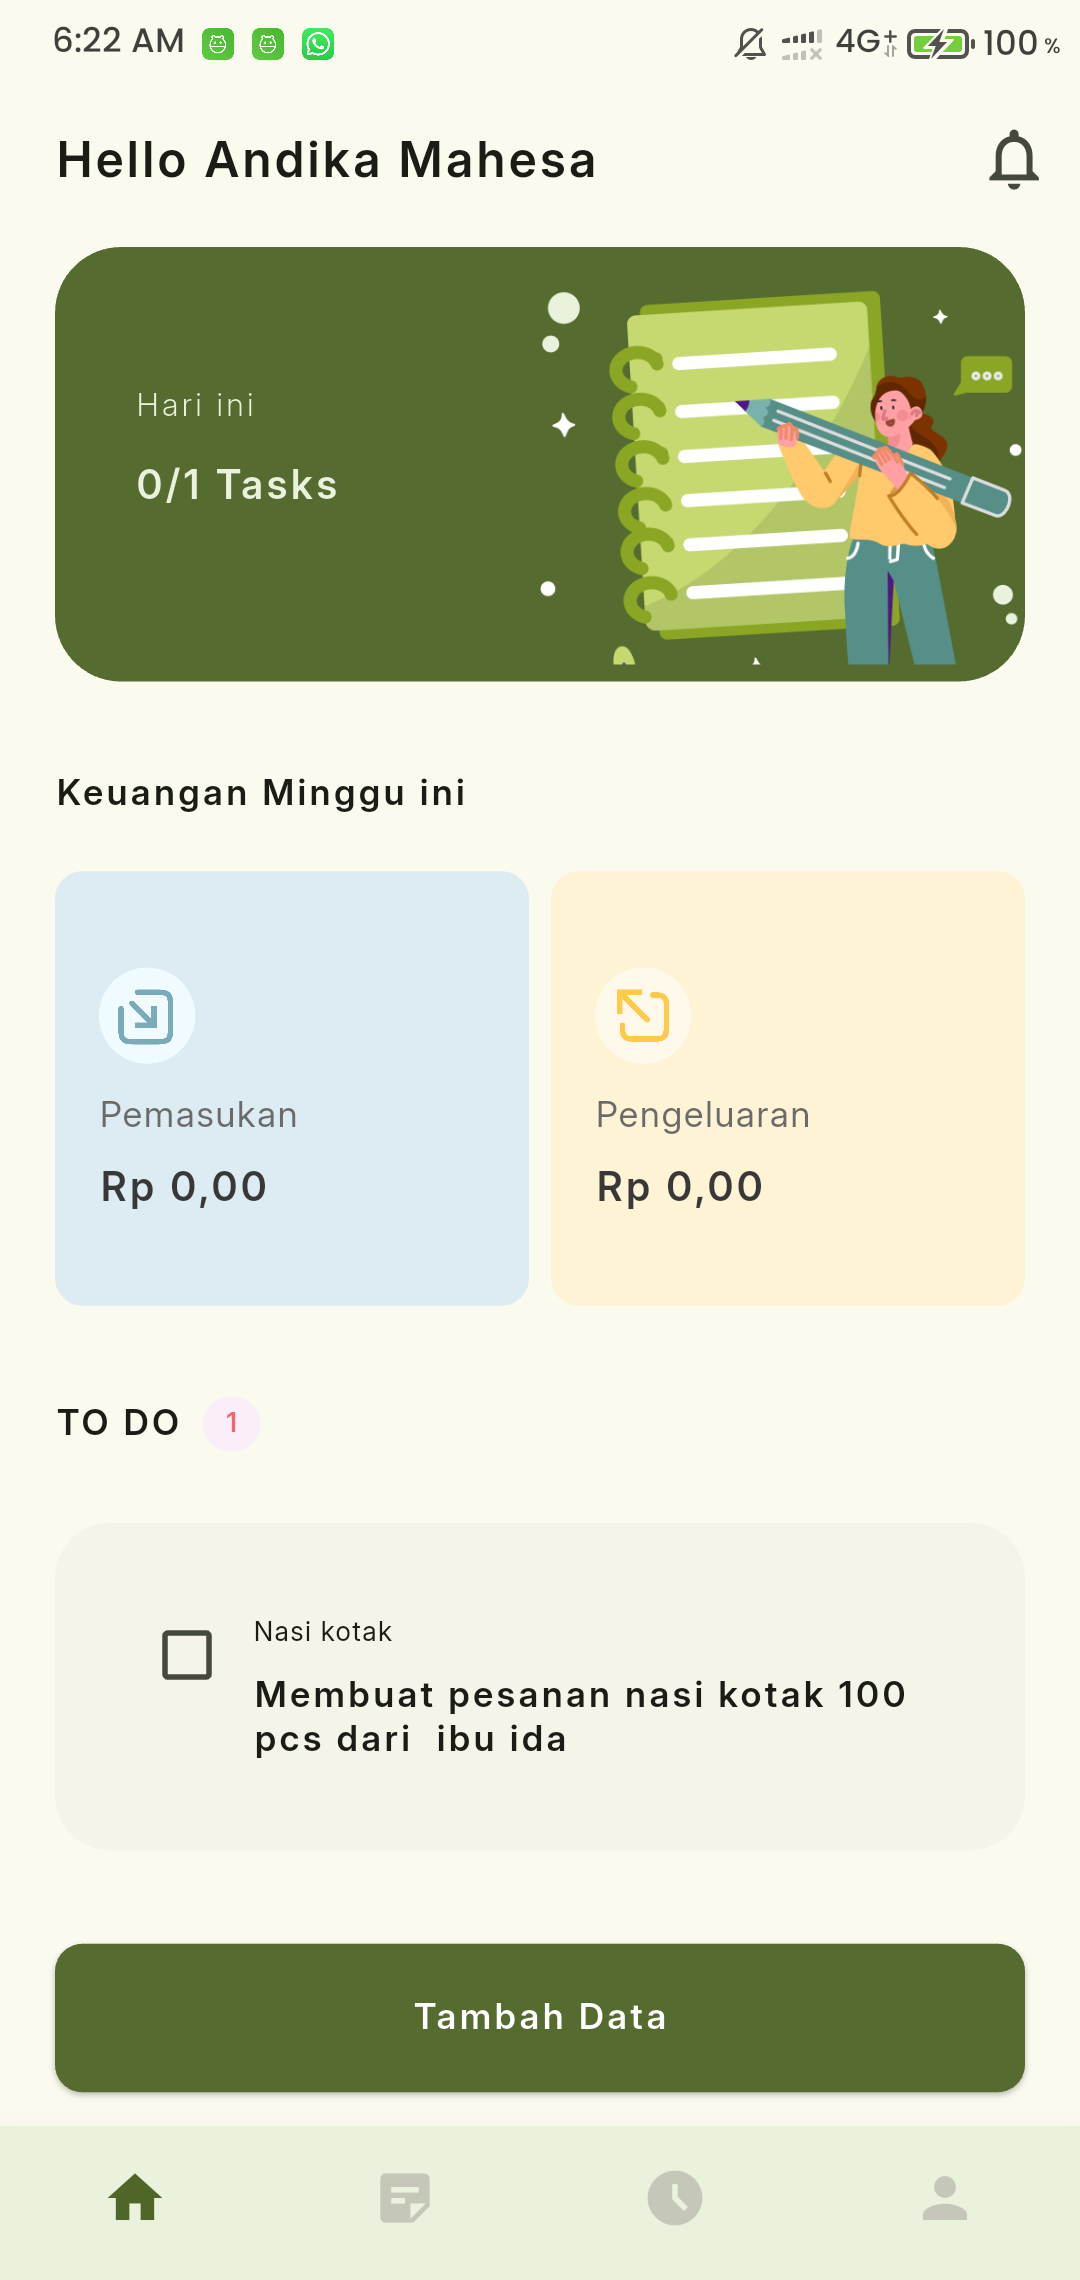 6:22 AM 4G+ 100 %
Hello Andika Mahesa
Hari ini
0/1 Tasks
Keuangan Minggu ini
Pemasukan
Rp 0,00
Pengeluaran
Rp 0,00
TO DO 1
Nasi kotak
Membuat pesanan nasi kotak 100
pcs dari  ibu ida
Tambah Data